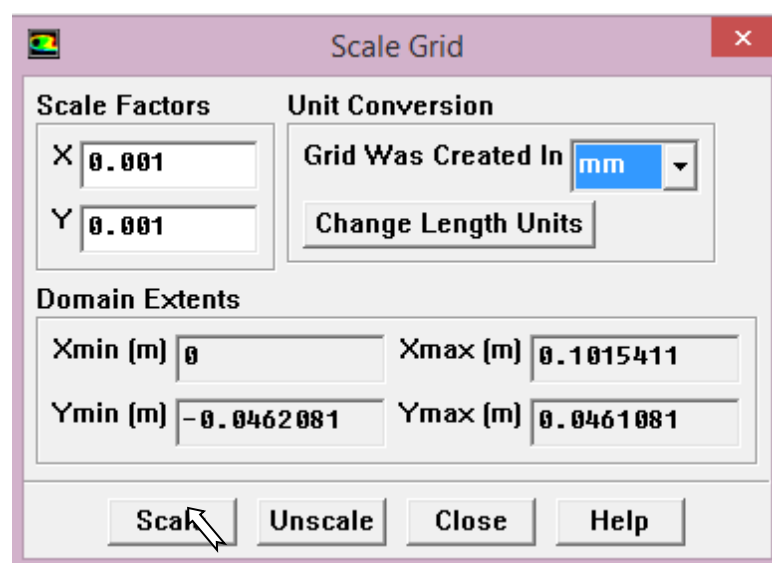 Scale Grid ×
Scale Factors Unit Conversion
X 0.001 Grid Was Created In mm
Y 0.001 Change Length Units
Domain Extents
Xmin (m) 0 Xmax (m) 0.1015411
Ymin (m) -0.0462081 Ymax (m) 0.0461081
Scale Unscale Close Help